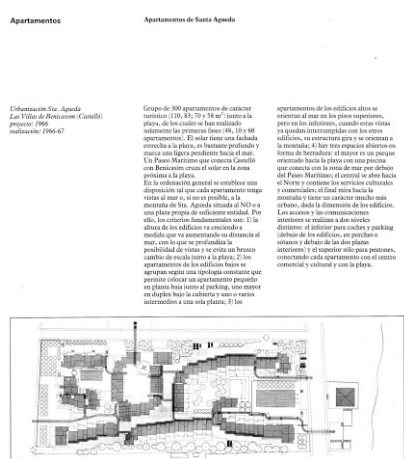 Apartamentos
Apartamentos de Santa Agueda
Urbanización Sta. Agueda
Las Villas de Benicasim (Castelló)
proyecto: 1966
realización: 1966-67
Grupo de 300 apartamentos de carácter
turístico (110, 83, 70 y 58 m²) junto a la
playa, de los cuales se han realizado
solamente las primeras fases (48, 10 y 60
apartamentos). El solar tiene una fachada
estrecha a la playa, es bastante profundo y
marca una ligera pendiente hacia el mar.
Un Paseo Marítimo que conecta Castelló
con Benicasim cruza el solar en la zona
próxima a la playa.
En la ordenación general se establece una
disposición tal que cada apartamento tenga
vistas al mar o, si no es posible, a la
montaña de Sta. Agueda situada al NO o a
una plaza propia de suficiente entidad. Por
ello, los criterios fundamentales son: 1) la
altura de los edificios va creciendo a
medida que va aumentando su distancia al
mar, con lo que se profundiza la
posibilidad de vistas y se evita un brusco
cambio de escala junto a la playa; 2) los
apartamentos de los edificios bajos se
agrupan según una tipología constante que
permite colocar un apartamento pequeño
en planta baja junto al parking, uno mayor
en duplex bajo la cubierta y uno o varios
intermedios a una sola planta; 3) los
apartamentos de los edificios altos se
orientan al mar en los pisos superiores,
pero en los inferiores, cuando estas vistas
ya quedan interrumpidas con los otros
edificios, su estructura gira y se orientan a
la montaña; 4) hay tres espacios abiertos en
forma de herradura: el mayor es un parque
orientado hacia la playa con una piscina
que conecta con la zona de mar por debajo
del Paseo Marítimo; el central se abre hacia
el Norte y contiene los servicios culturales
y comerciales; el final mira hacia la
montaña y tiene un carácter mucho más
urbano, dada la dimensión de los edificios.
Los accesos y las comunicaciones
interiores se realizan a dos niveles
distintos: el inferior para coches y parking
(debajo de los edificios, en porches o
sótanos y debajo de las dos plazas
interiores) y el superior sólo para peatones,
conectando cada apartamento con el centro
comercial y cultural y con la playa.